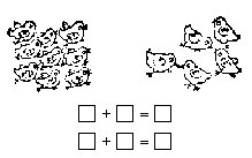 □ + □ = □
□ + □ = □